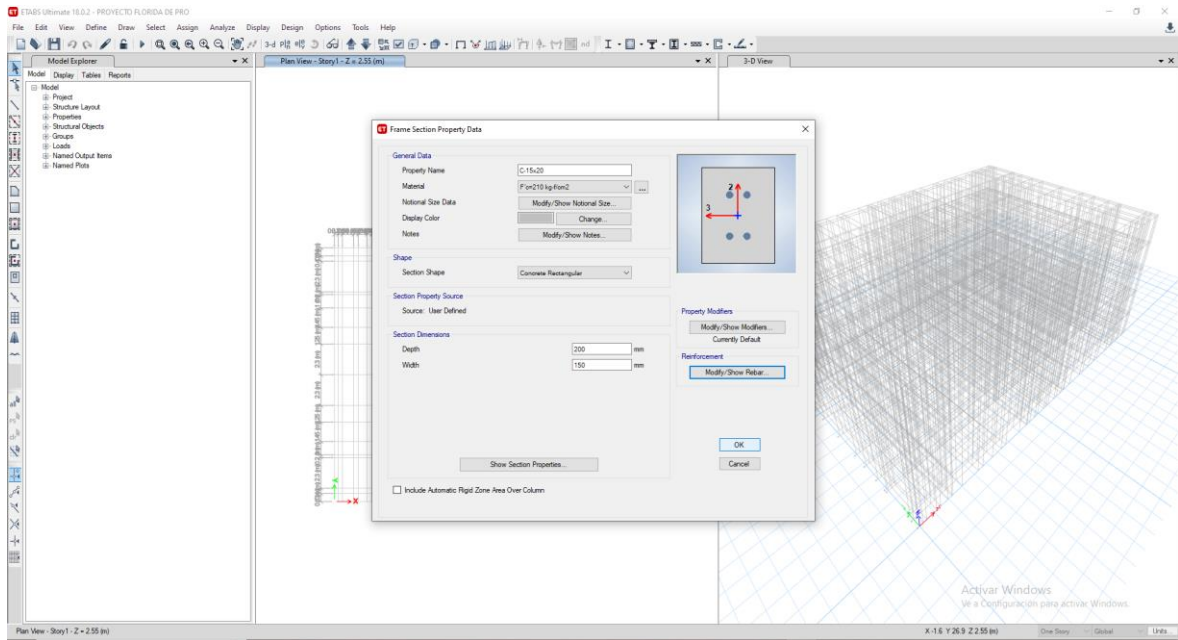 ETABS Ultimate 18.0.2 - PROYECTO FLORIDA DE PRO
File Edit View Define Draw Select Assign Analyze Display Design Options Tools Help
Model Explorer
Plan View - Story1 - Z = 2.55 (m)
3-D View
Model Display Tables Reports
Model
Project
Structure Layout
Properties
Structural Objects
Groups
Loads
Named Output Items
Named Plots
Frame Section Property Data
General Data
Property Name C-15x20
Material F'c=210 kg-f/cm2 ...
Notional Size Data Modify/Show Notional Size...
Display Color Change...
Notes Modify/Show Notes...
2
3
Shape
Section Shape Concrete Rectangular
Section Property Source
Source: User Defined
Section Dimensions
Depth 200 mm
Width 150 mm
Property Modifiers
Modify/Show Modifiers...
Currently Default
Reinforcement
Modify/Show Rebar...
OK
Cancel
Show Section Properties...
Include Automatic Rigid Zone Area Over Column
X
Activar Windows
Ve a Configuración para activar Windows.
Plan View - Story1 - Z = 2.55 (m)
X -1.6 Y 26.9 Z 2.55 (m)
One Story
Global
Units...